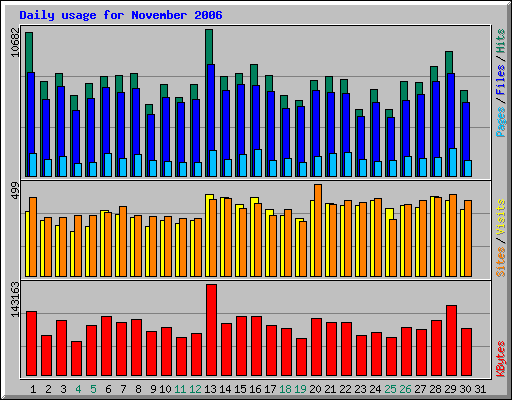 Daily usage for November 2006
10682
Pages / Files / Hits
499
Sites / Visits
143163
KBytes
1 2 3 4 5 6 7 8 9 10 11 12 13 14 15 16 17 18 19 20 21 22 23 24 25 26 27 28 29 30 31